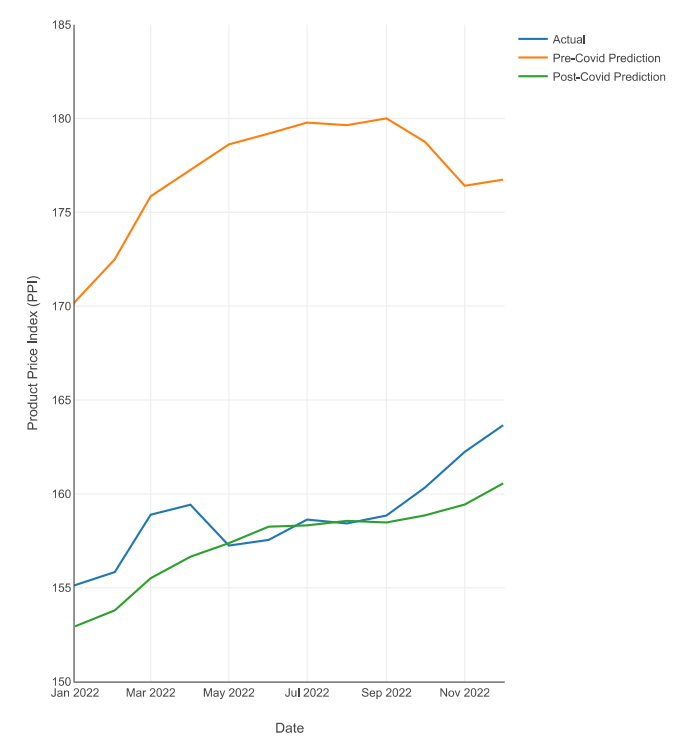 185
180
175
170
165
160
155
150
Product Price Index (PPI)
Jan 2022 Mar 2022 May 2022 Jul 2022 Sep 2022 Nov 2022
Date
Actual
Pre-Covid Prediction
Post-Covid Prediction